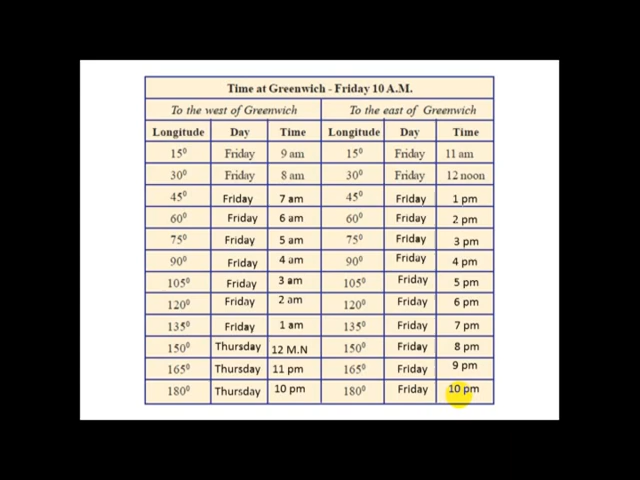 Time at Greenwich - Friday 10 A.M.
To the west of Greenwich To the east of Greenwich
Longitude Day Time Longitude Day Time
15⁰ Friday 9 am 15⁰ Friday 11 am
30⁰ Friday 8 am 30⁰ Friday 12 noon
45⁰ Friday 7 am 45⁰ Friday 1 pm
60⁰ Friday 6 am 60⁰ Friday 2 pm
75⁰ Friday 5 am 75⁰ Friday 3 pm
90⁰ Friday 4 am 90⁰ Friday 4 pm
105⁰ Friday 3 am 105⁰ Friday 5 pm
120⁰ Friday 2 am 120⁰ Friday 6 pm
135⁰ Friday 1 am 135⁰ Friday 7 pm
150⁰ Thursday 12 M.N 150⁰ Friday 8 pm
165⁰ Thursday 11 pm 165⁰ Friday 9 pm
180⁰ Thursday 10 pm 180⁰ Friday 10 pm